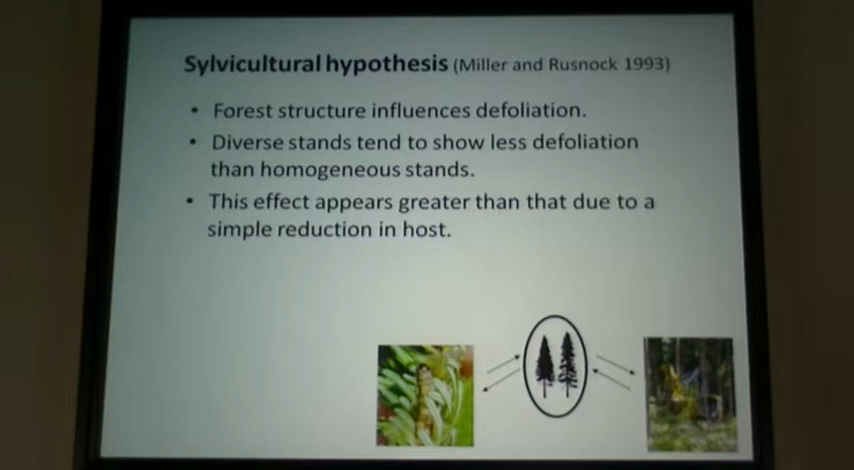 Sylvicultural hypothesis (Miller and Rusnock 1993)
• Forest structure influences defoliation.
• Diverse stands tend to show less defoliation
than homogeneous stands.
• This effect appears greater than that due to a
simple reduction in host.